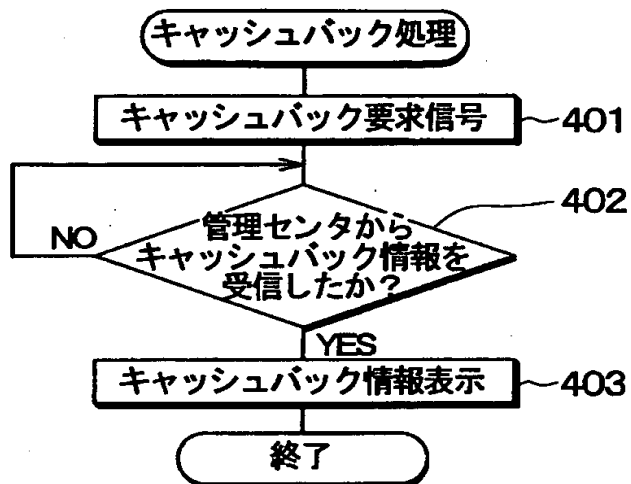 キャッシュバック処理
キャッシュバック要求信号
401
402
管理センタから
キャッシュバック情報を
受信したか？
NO
YES
キャッシュバック情報表示
403
終了